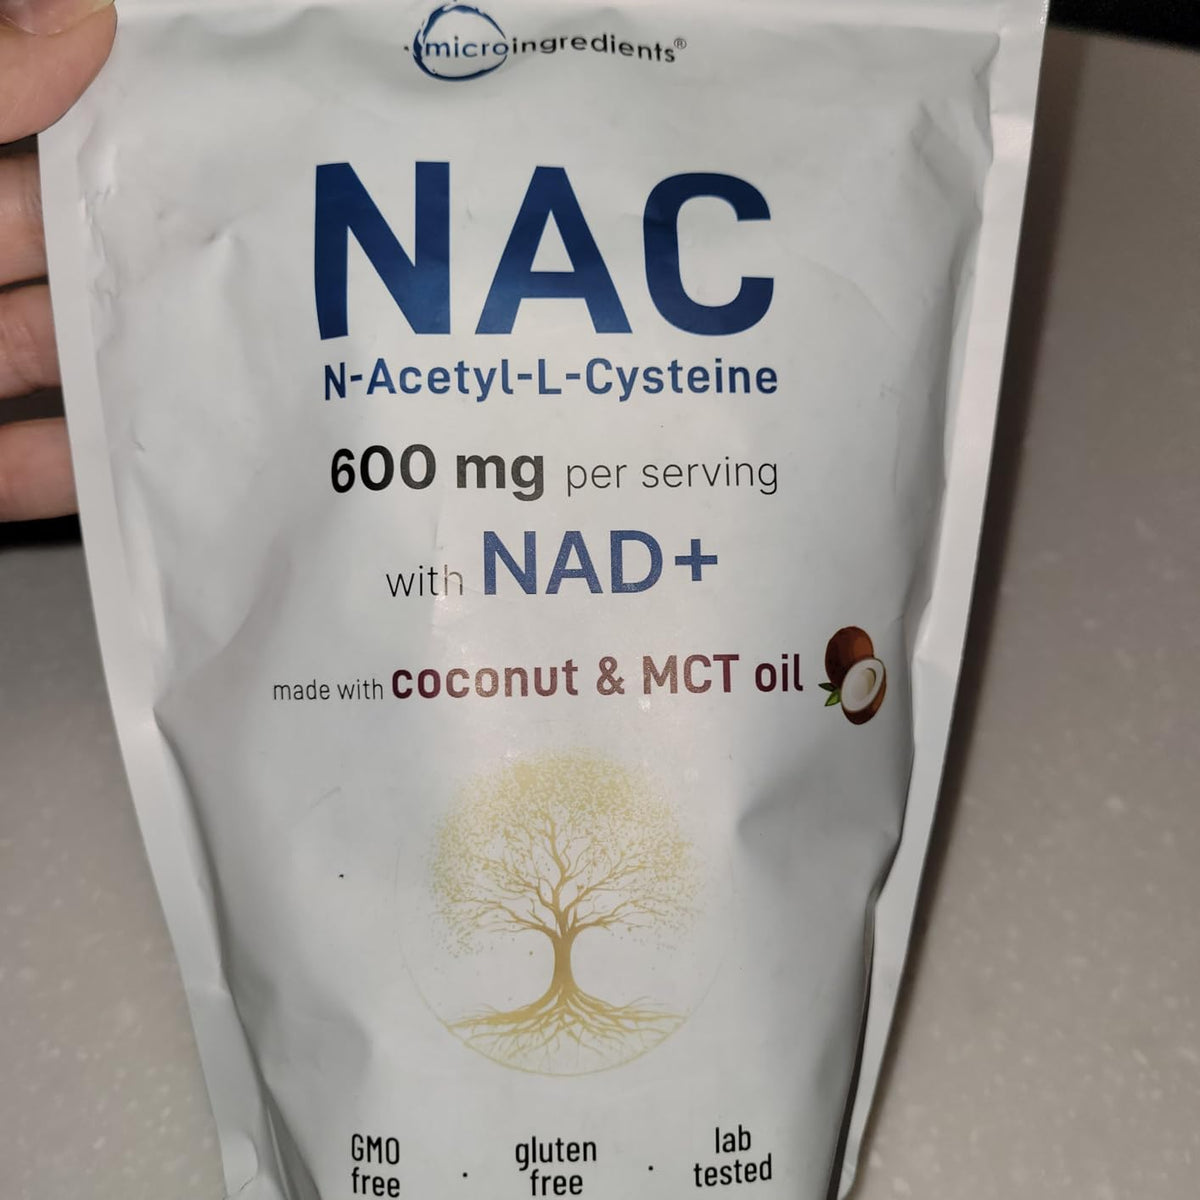 microingredients®
NAC
N-Acetyl-L-Cysteine
600 mg per serving
with NAD+
made with coconut & MCT oil
GMO free · gluten free · lab tested